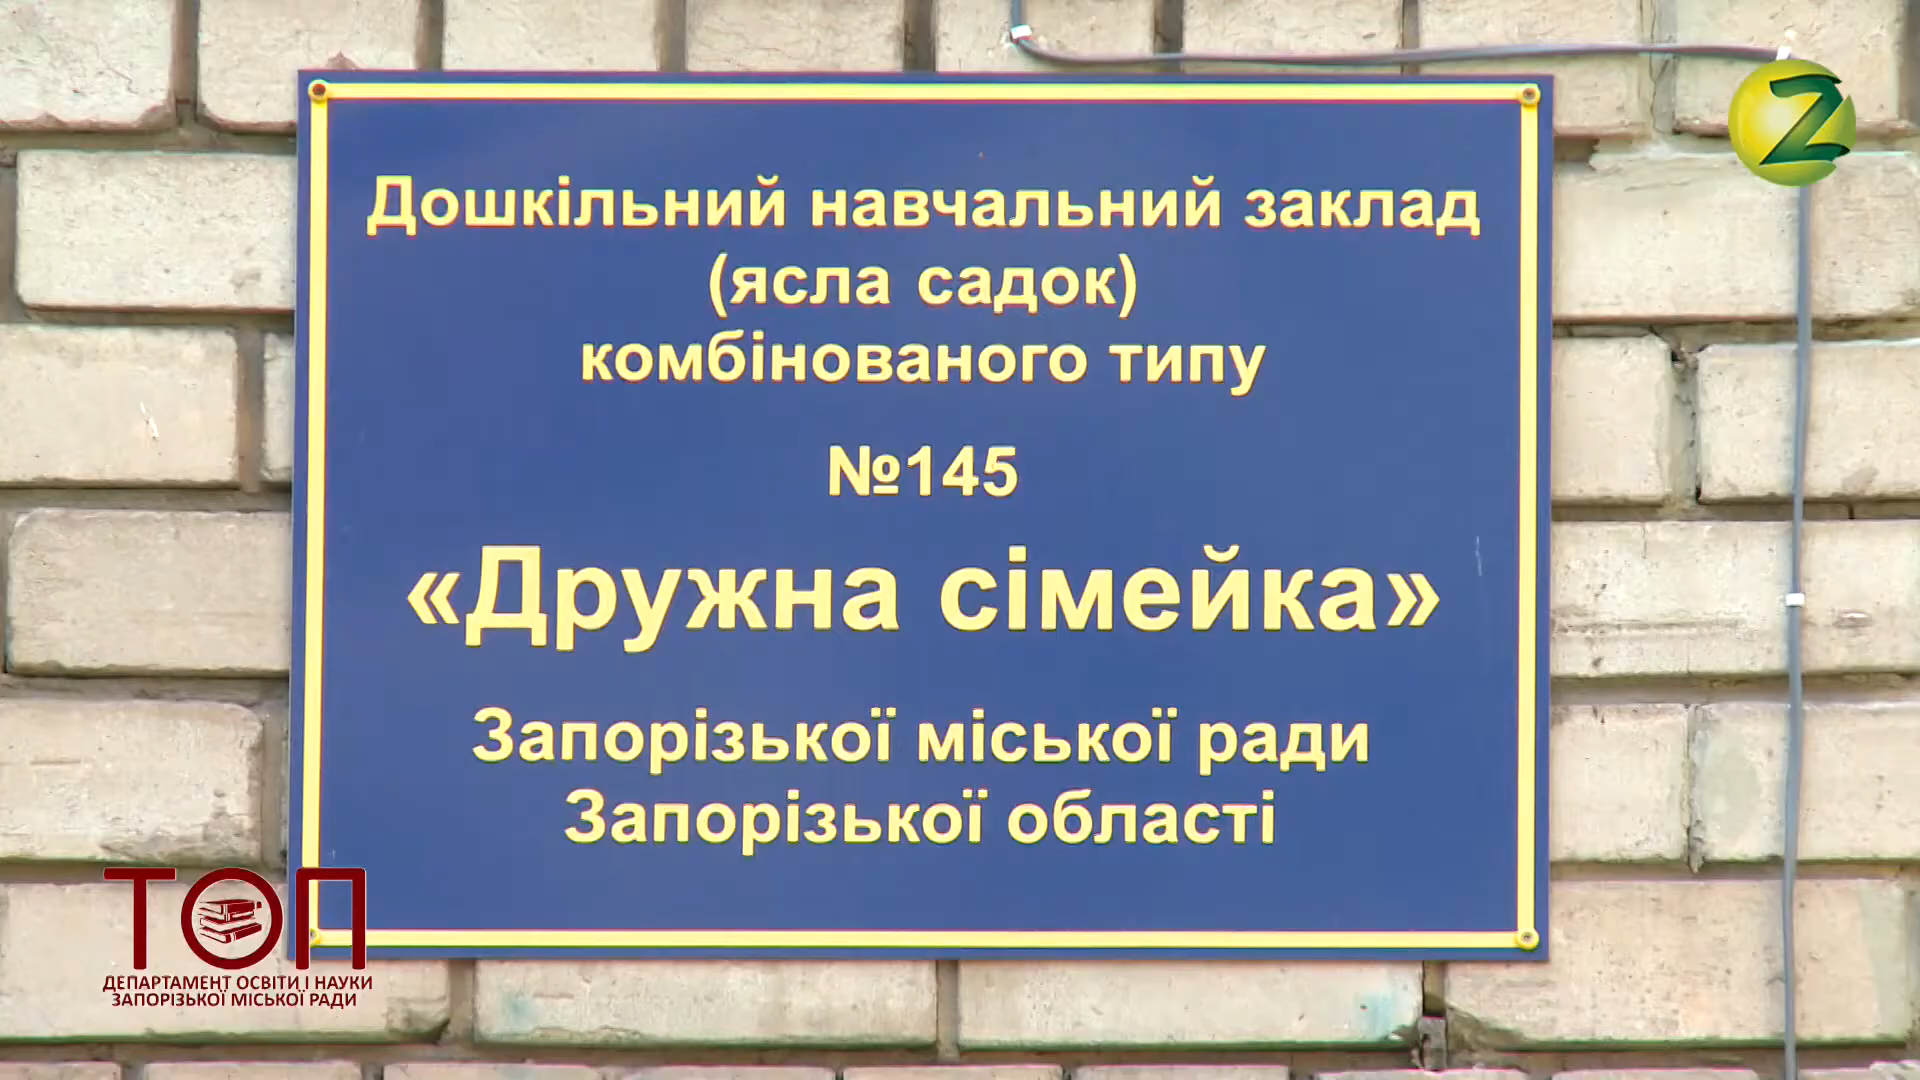 Дошкільний навчальний заклад
(ясла садок)
комбінованого типу
№145
«Дружна сімейка»
Запорізької міської ради
Запорізької області
ТОП
ДЕПАРТАМЕНТ ОСВІТИ І НАУКИ
ЗАПОРІЗЬКОЇ МІСЬКОЇ РАДИ
Z